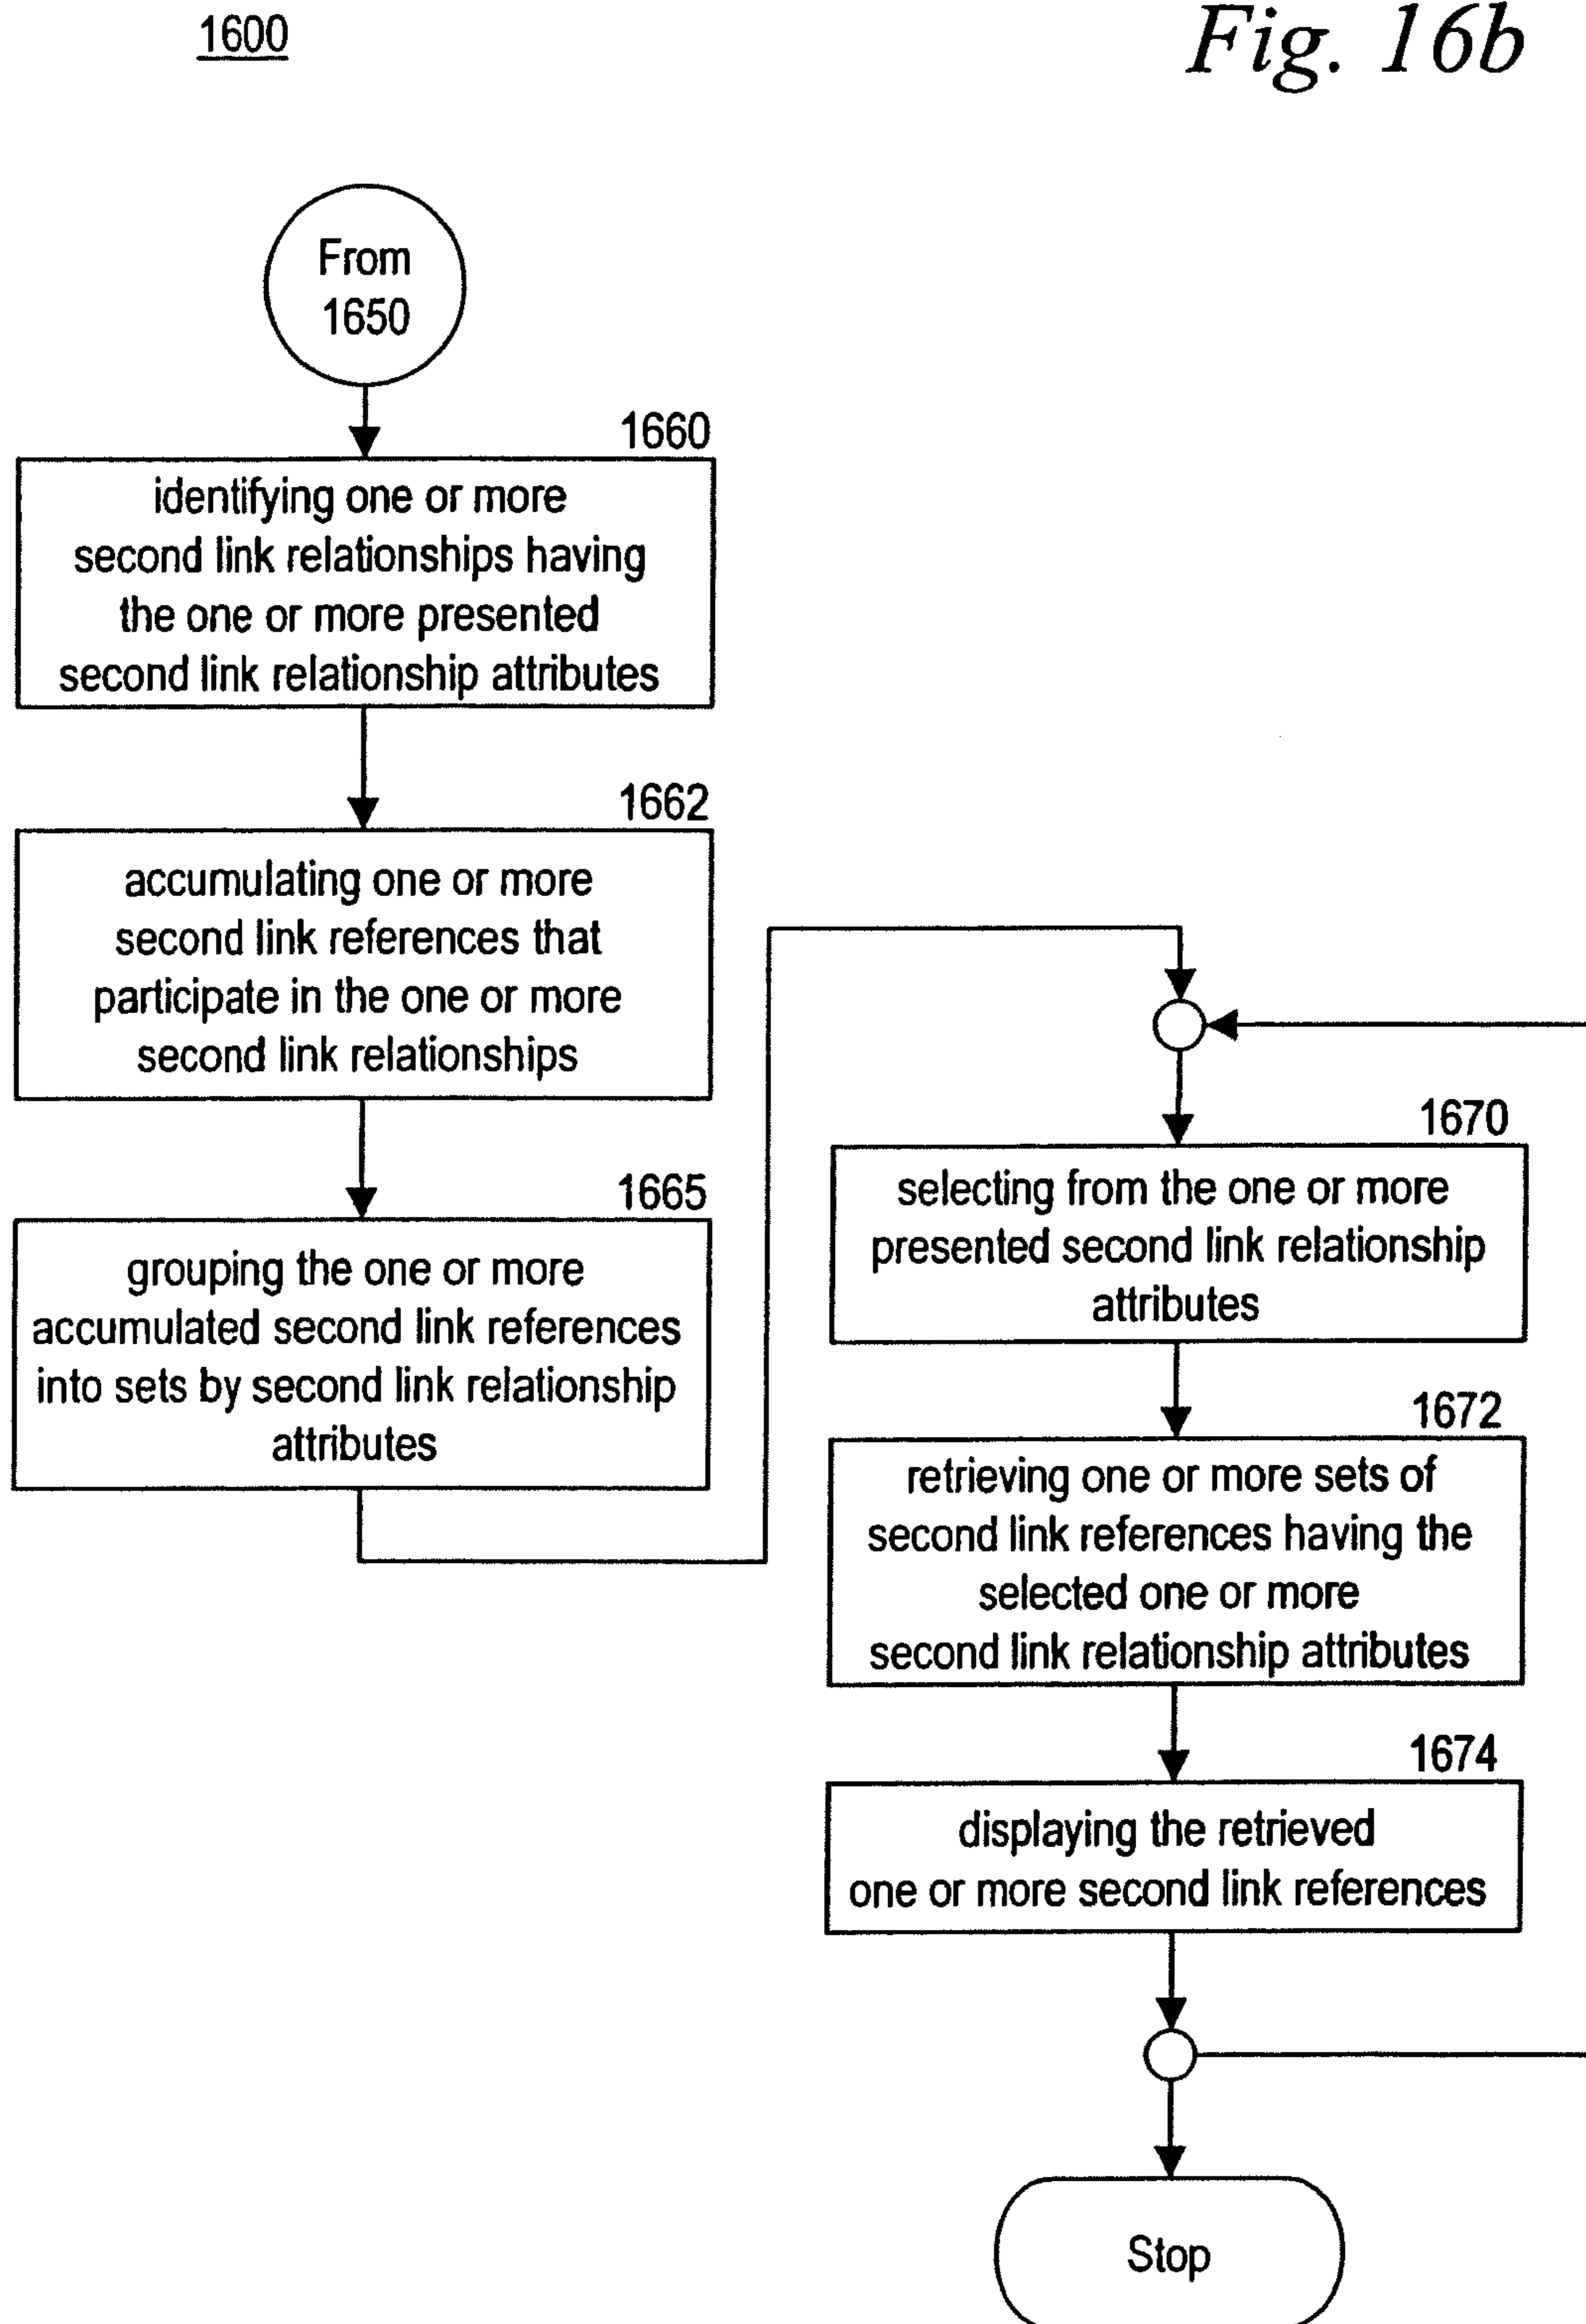 1600
Fig. 16b
From
1650
1660
identifying one or more
second link relationships having
the one or more presented
second link relationship attributes
1662
accumulating one or more
second link references that
participate in the one or more
second link relationships
1665
grouping the one or more
accumulated second link references
into sets by second link relationship
attributes
1670
selecting from the one or more
presented second link relationship
attributes
1672
retrieving one or more sets of
second link references having the
selected one or more
second link relationship attributes
1674
displaying the retrieved
one or more second link references
Stop